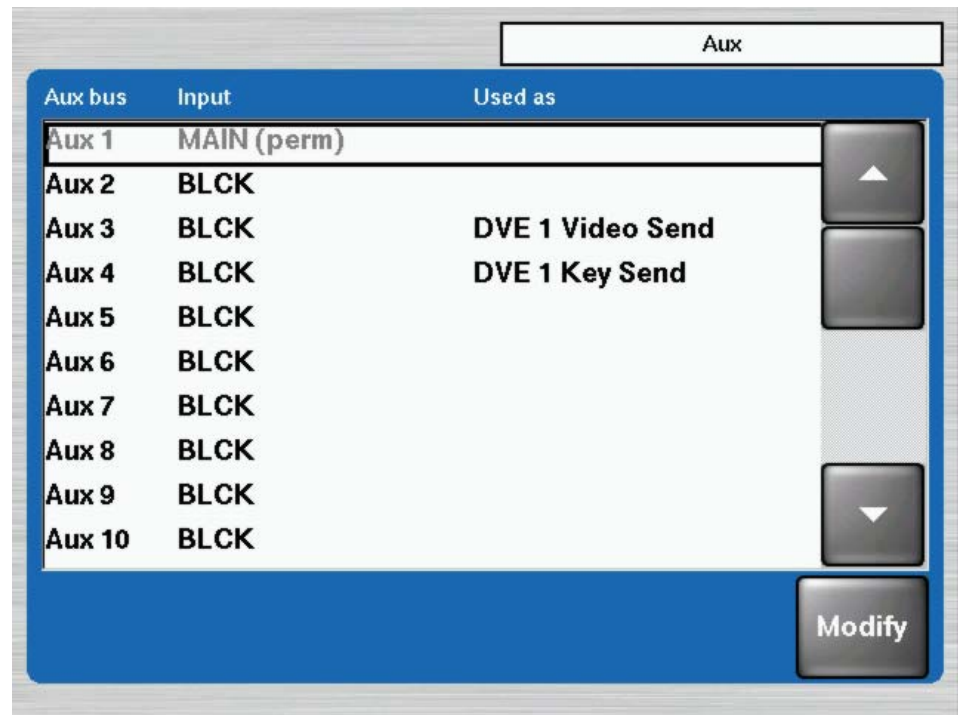 Aux
Aux bus Input Used as
Aux 1 MAIN (perm)
Aux 2 BLCK
Aux 3 BLCK DVE 1 Video Send
Aux 4 BLCK DVE 1 Key Send
Aux 5 BLCK
Aux 6 BLCK
Aux 7 BLCK
Aux 8 BLCK
Aux 9 BLCK
Aux 10 BLCK
Modify